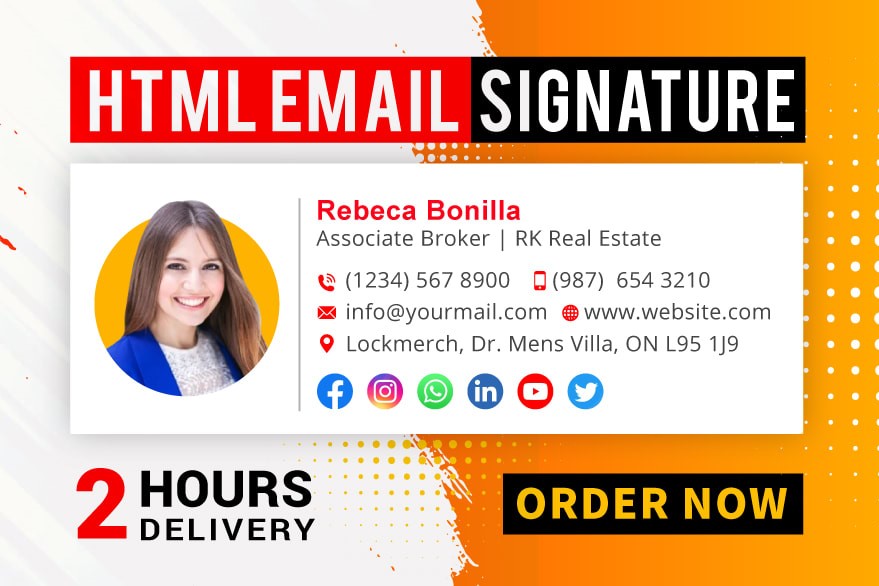 HTML EMAIL SIGNATURE
Rebeca Bonilla
Associate Broker | RK Real Estate
(1234) 567 8900 (987) 654 3210
info@yourmail.com www.website.com
Lockmerch, Dr. Mens Villa, ON L95 1J9
2 HOURS
DELIVERY
ORDER NOW